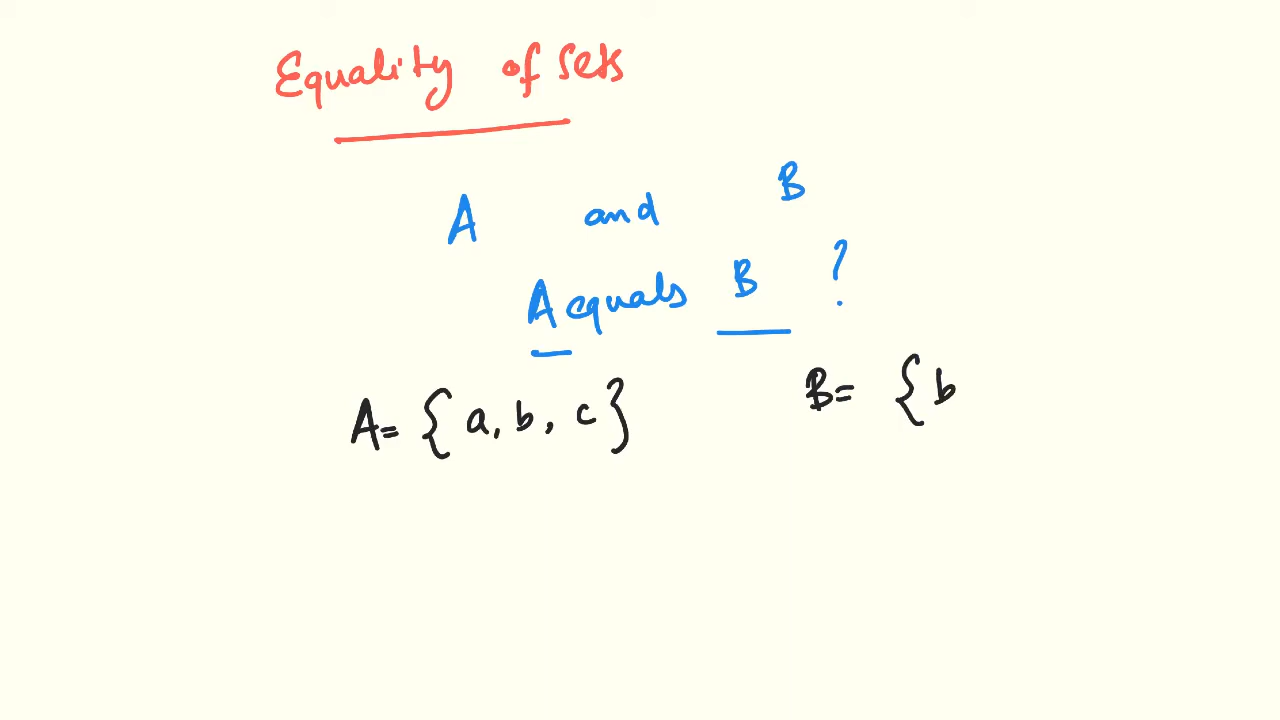 Equality of Sets
A and B
A equals B ?
A= {a, b, c} B= {b